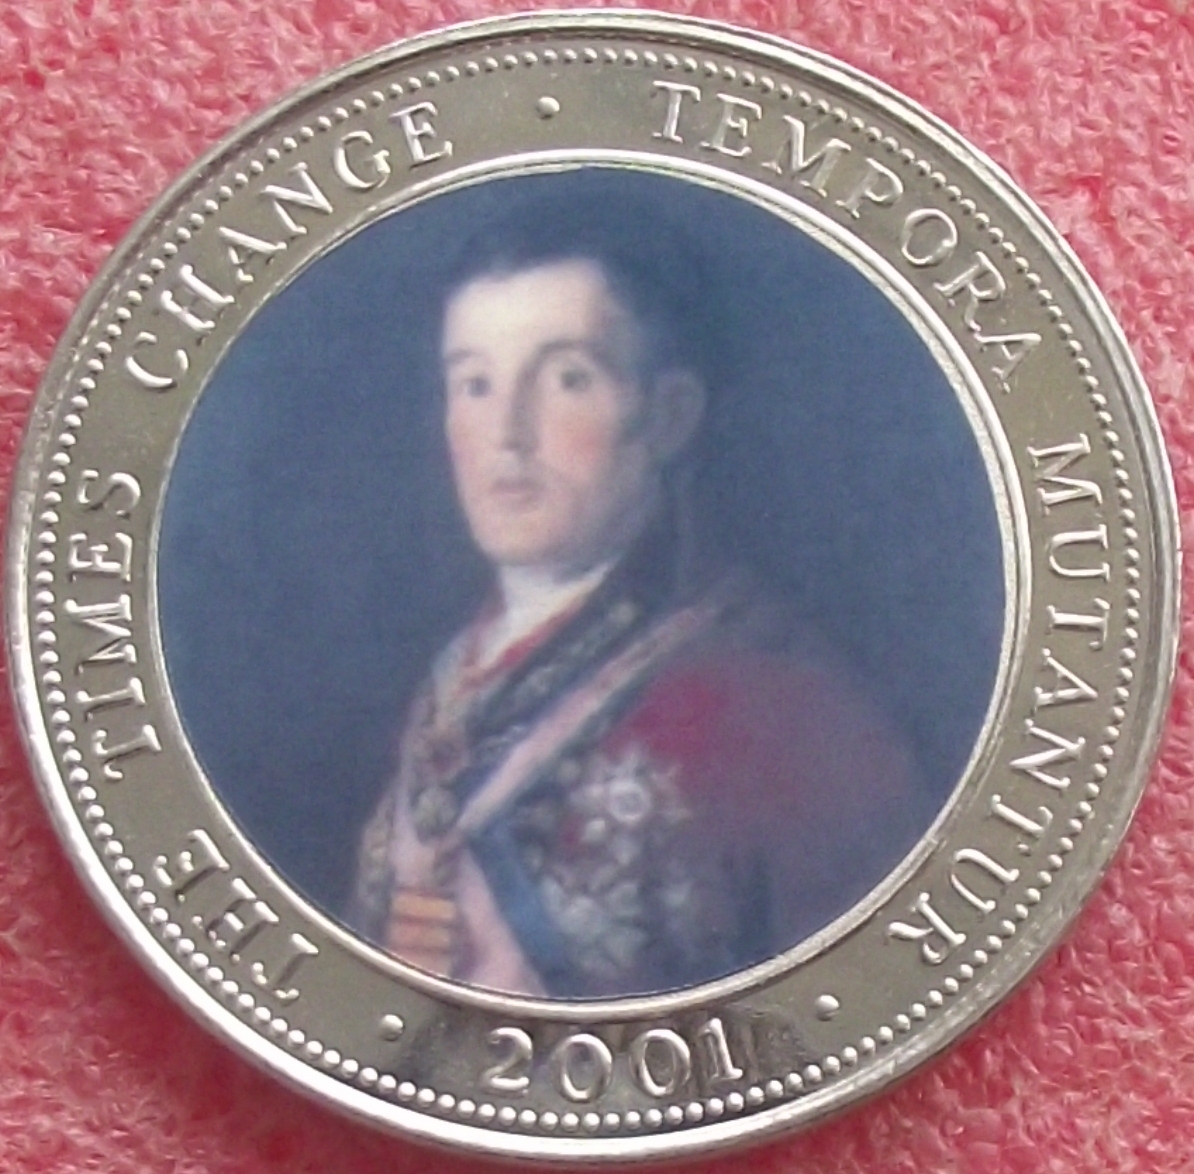 THE TIMES CHANGE · TEMPORA MUTANTUR
· 2001 ·